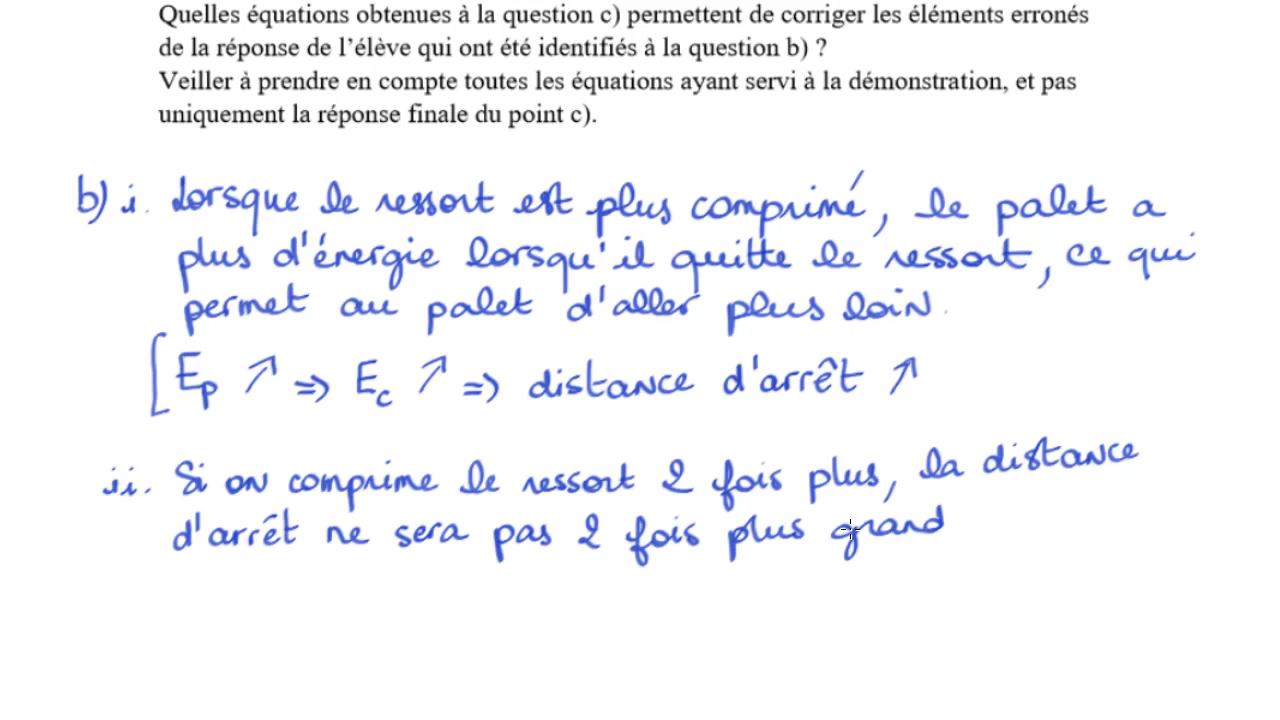 Quelles équations obtenues à la question c) permettent de corriger les éléments erronés
de la réponse de l'élève qui ont été identifiés à la question b) ?
Veiller à prendre en compte toutes les équations ayant servi à la démonstration, et pas
uniquement la réponse finale du point c).
b) i. Lorsque le ressort est plus comprimé, le palet a
plus d'énergie lorsqu'il quitte le ressort, ce qui
permet au palet d'aller plus loin.
[Ep ↗ => Ec ↗ => distance d'arrêt ↗
ii. Si on comprime le ressort 2 fois plus, la distance
d'arrêt ne sera pas 2 fois plus grand